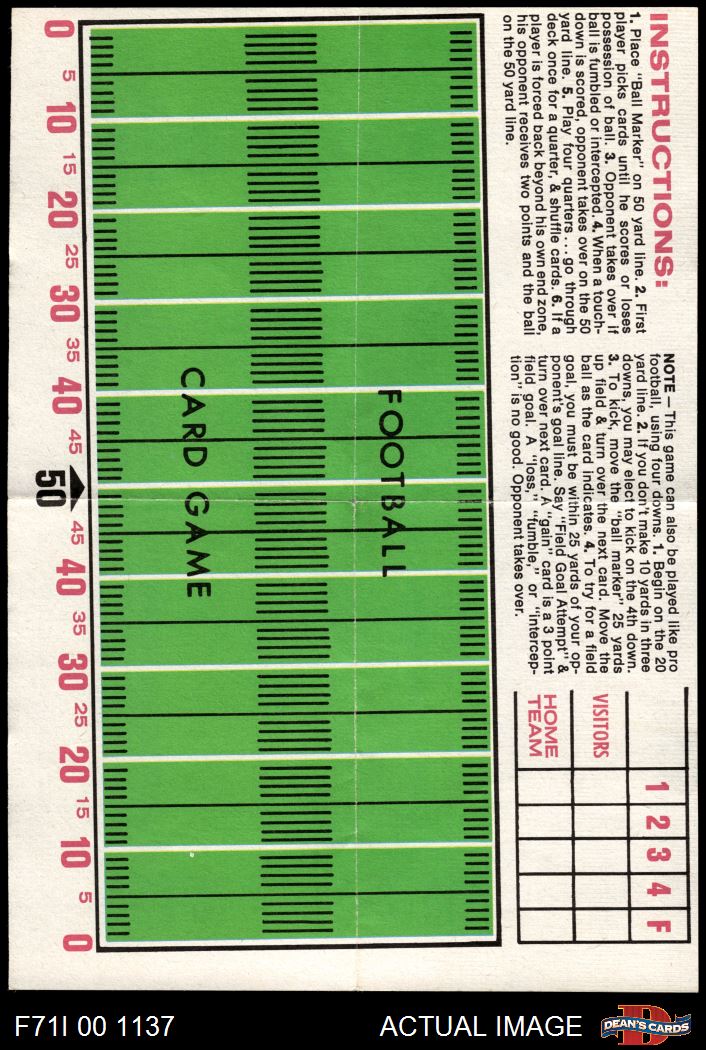 INSTRUCTIONS:
1. Place "Ball Marker" on 50 yard line. 2. First
player picks cards until he scores or loses
possession of ball. 3. Opponent takes over if
ball is fumbled or intercepted. 4. When a touch-
down is scored, opponent takes over on the 50
yard line. 5. Play four quarters . . . go through
deck once for a quarter, & shuffle cards. 6. If a
player is forced back beyond his own end zone,
his opponent receives two points and the ball
on the 50 yard line.
NOTE — This game can also be played like pro
football, using four downs. 1. Begin on the 20
yard line. 2. If you don't make 10 yards in three
downs, you may elect to kick on the 4th down.
3. To kick, move the "ball marker" 25 yards
up field & turn over the next card. Move the
ball as the card indicates. 4. To try for a field
goal, you must be within 25 yards of your op-
ponent's goal line. Say "Field Goal Attempt" &
turn over next card. A "gain" card is a 3 point
field goal. A "loss," "fumble," or "intercep-
tion" is no good. Opponent takes over.
1 2 3 4 F
VISITORS
HOME
TEAM
FOOTBALL
CARD GAME
0 5 10 15 20 25 30 35 40 45 50 45 40 35 30 25 20 15 10 5 0
F71I 00 1137
ACTUAL IMAGE
D
DEAN'S CARDS